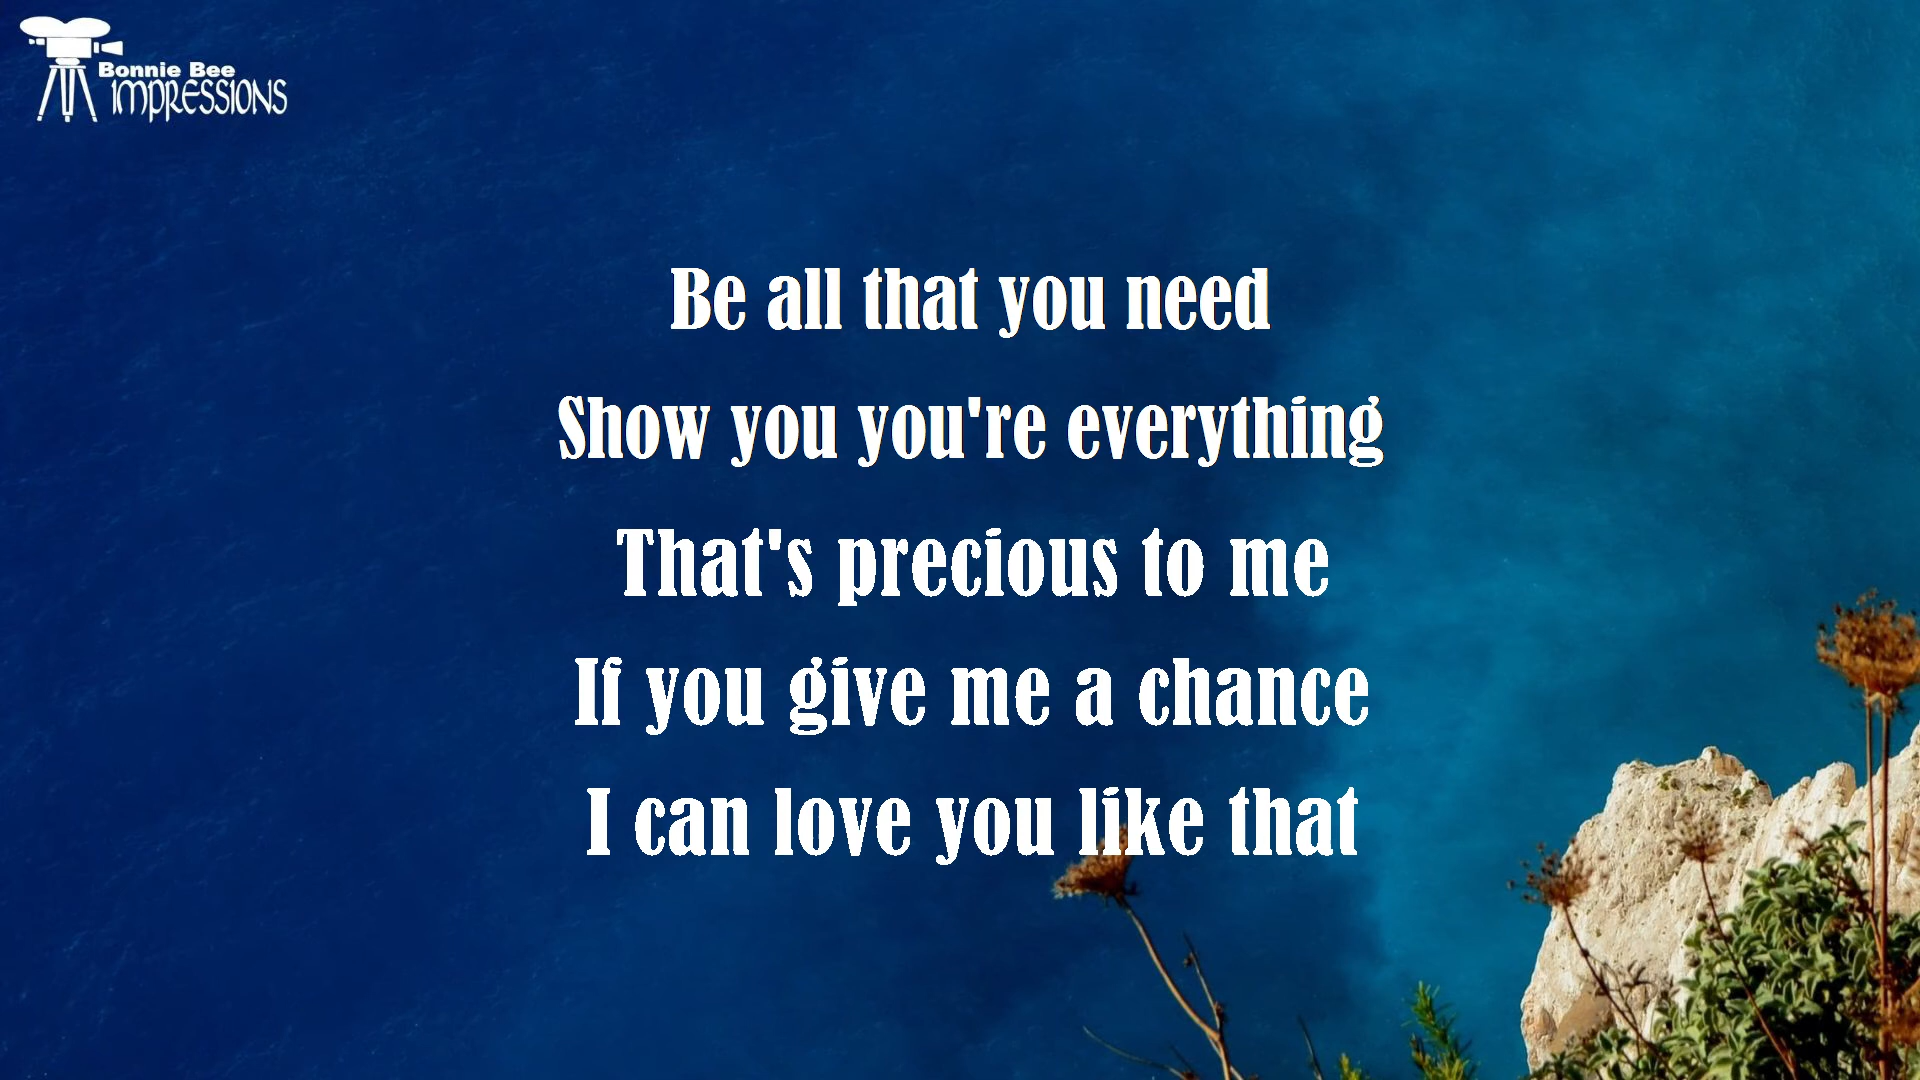 Bonnie Bee
IMPRESSIONS
Be all that you need
Show you you're everything
That's precious to me
If you give me a chance
I can love you like that